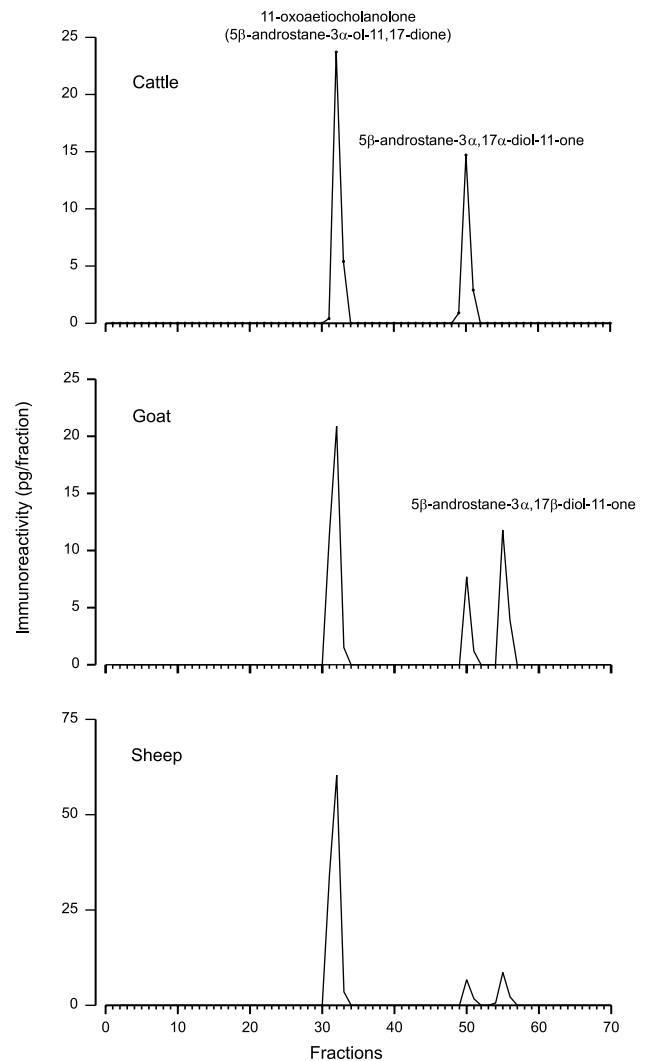 11-oxoaetiocholanolone
(5β-androstane-3α-ol-11,17-dione)
25
Cattle
20
5β-androstane-3α,17α-diol-11-one
15
10
5
0
25
Goat
20
5β-androstane-3α,17β-diol-11-one
15
10
5
0
Immunoreactivity (pg/fraction)
75
Sheep
50
25
0
0 10 20 30 40 50 60 70
Fractions